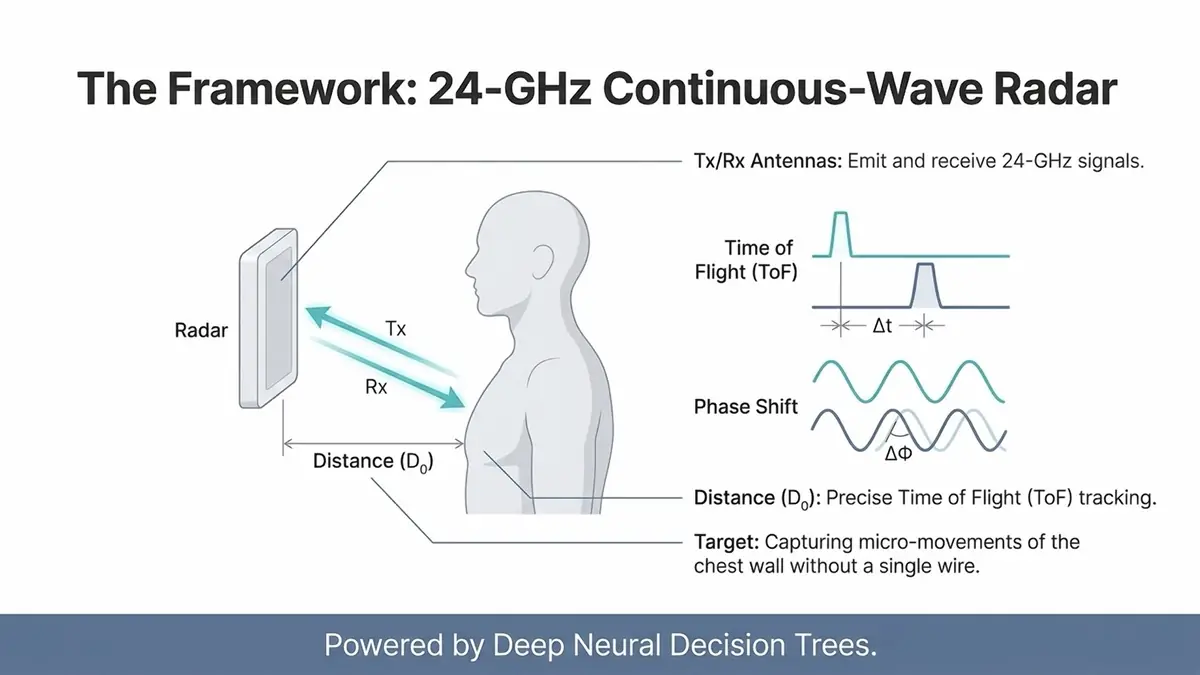 The Framework: 24-GHz Continuous-Wave Radar
Tx/Rx Antennas: Emit and receive 24-GHz signals.
Time of
Flight (ToF)
Δt
Radar
Tx
Rx
Phase Shift
ΔΦ
Distance (D₀)
Distance (D₀): Precise Time of Flight (ToF) tracking.
Target: Capturing micro-movements of the
chest wall without a single wire.
Powered by Deep Neural Decision Trees.